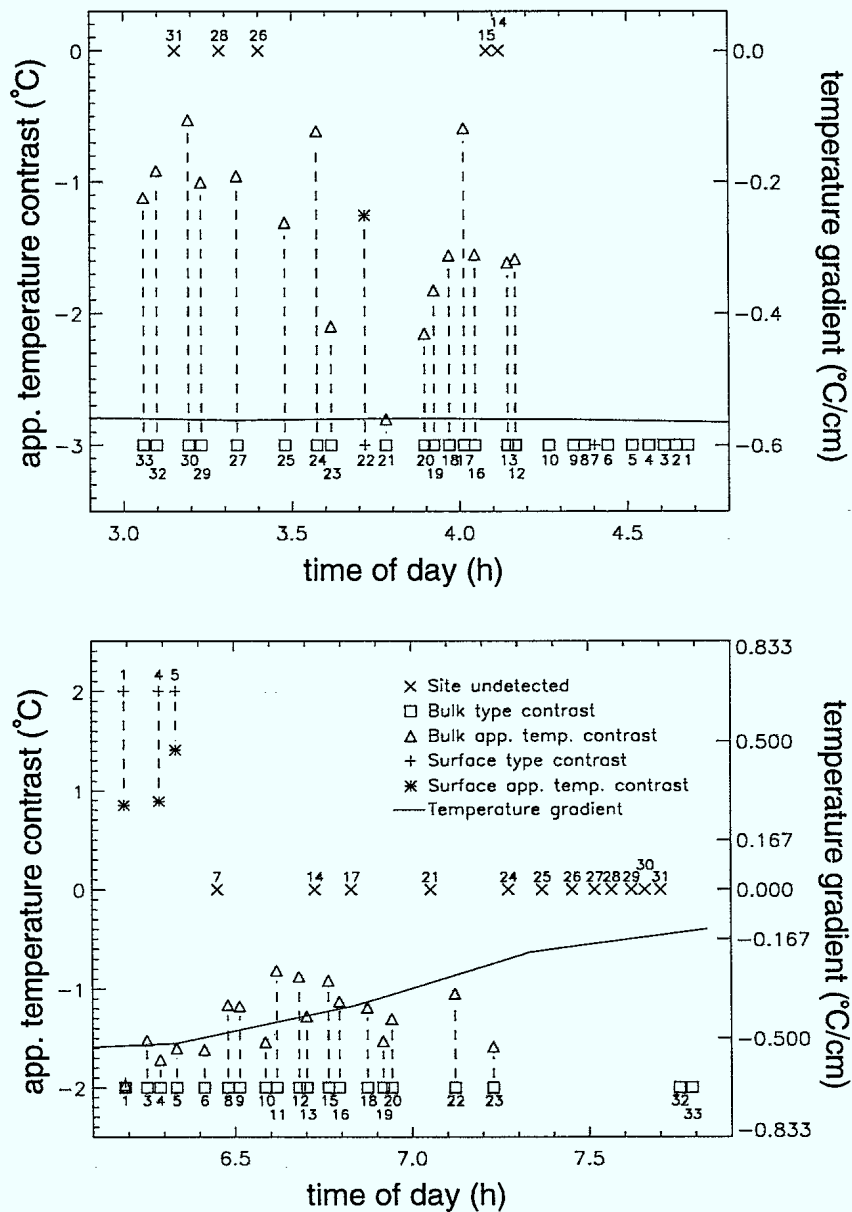 31 28 26 15 14
0 0.0
−1 −0.2
−2 −0.4
−3 −0.6
app. temperature contrast (°C)
temperature gradient (°C/cm)
33 32 30 29 27 25 24 23 22 21 20 19 18 17 16 13 12 10 9 8 7 6 5 4 3 2 1
3.0 3.5 4.0 4.5
time of day (h)
0.833
1 4 5
2
× Site undetected
□ Bulk type contrast
0.500
△ Bulk app. temp. contrast
+ Surface type contrast
1
✳ Surface app. temp. contrast
Temperature gradient
0.167
7 14 17 21 24 25 26 27 28 29 30 31
0 0.000
−0.167
−1
−0.500
−2
1 3 4 5 6 8 9 10 11 12 13 15 16 18 19 20 22 23 32 33
−0.833
app. temperature contrast (°C)
temperature gradient (°C/cm)
6.5 7.0 7.5
time of day (h)